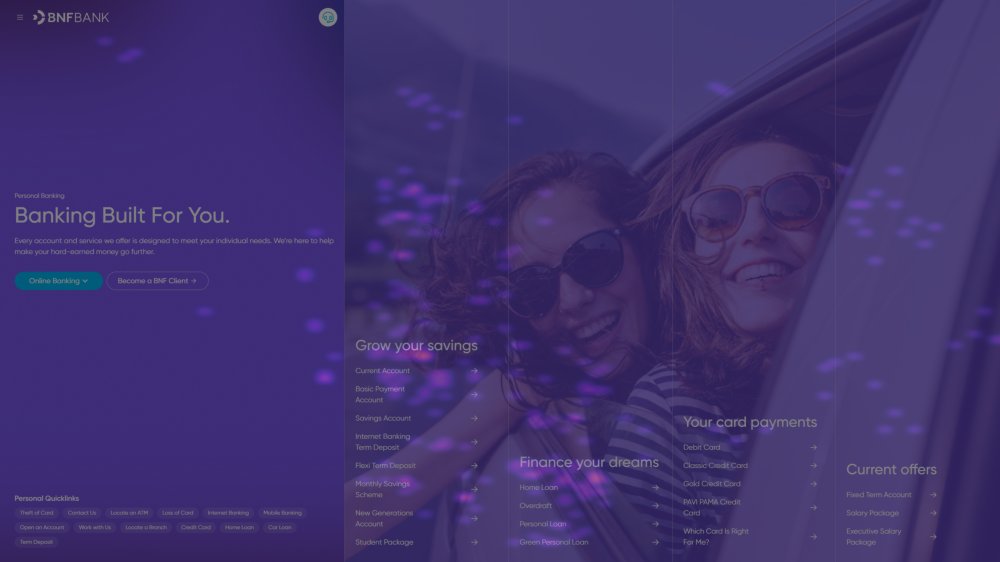 BNFBANK
Personal Banking
Banking Built For You.
Every account and service we offer is designed to meet your individual needs. We're here to help
make your hard-earned money go further.
Online Banking
Become a BNF Client →
Personal Quicklinks
Theft of Card
Contact Us
Locate an ATM
Loss of Card
Internet Banking
Mobile Banking
Open an Account
Work with Us
Locate a Branch
Credit Card
Home Loan
Car Loan
Term Deposit
Grow your savings
Current Account
Basic Payment
Account
Savings Account
Internet Banking
Term Deposit
Flexi Term Deposit
Monthly Savings
Scheme
New Generations
Account
Student Package
Finance your dreams
Home Loan
Overdraft
Personal Loan
Green Personal Loan
Your card payments
Debit Card
Classic Credit Card
Gold Credit Card
PAVI PAMA Credit
Card
Which Card Is Right
For Me?
Current offers
Fixed Term Account
Salary Package
Executive Salary
Package